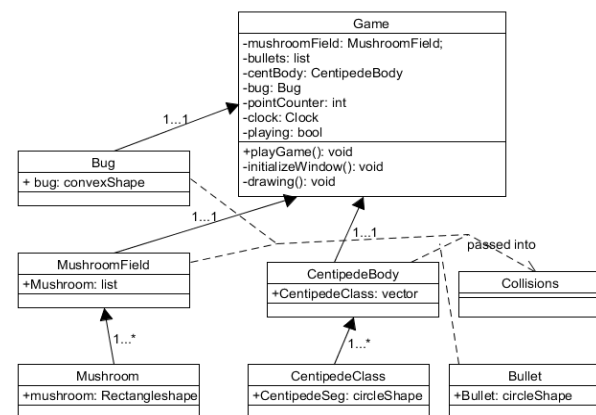 Game
-mushroomField: MushroomField;
-bullets: list
-centBody: CentipedeBody
-bug: Bug
-pointCounter: int
-clock: Clock
-playing: bool
+playGame(): void
-initializeWindow(): void
-drawing(): void
1...1
Bug
+ bug: convexShape
1...1
1...1
passed into
MushroomField
+Mushroom: list
CentipedeBody
+CentipedeClass: vector
Collisions
1...*
1...*
Mushroom
+mushroom: Rectangleshape
CentipedeClass
+CentipedeSeg: circleShape
Bullet
+Bullet: circleShape